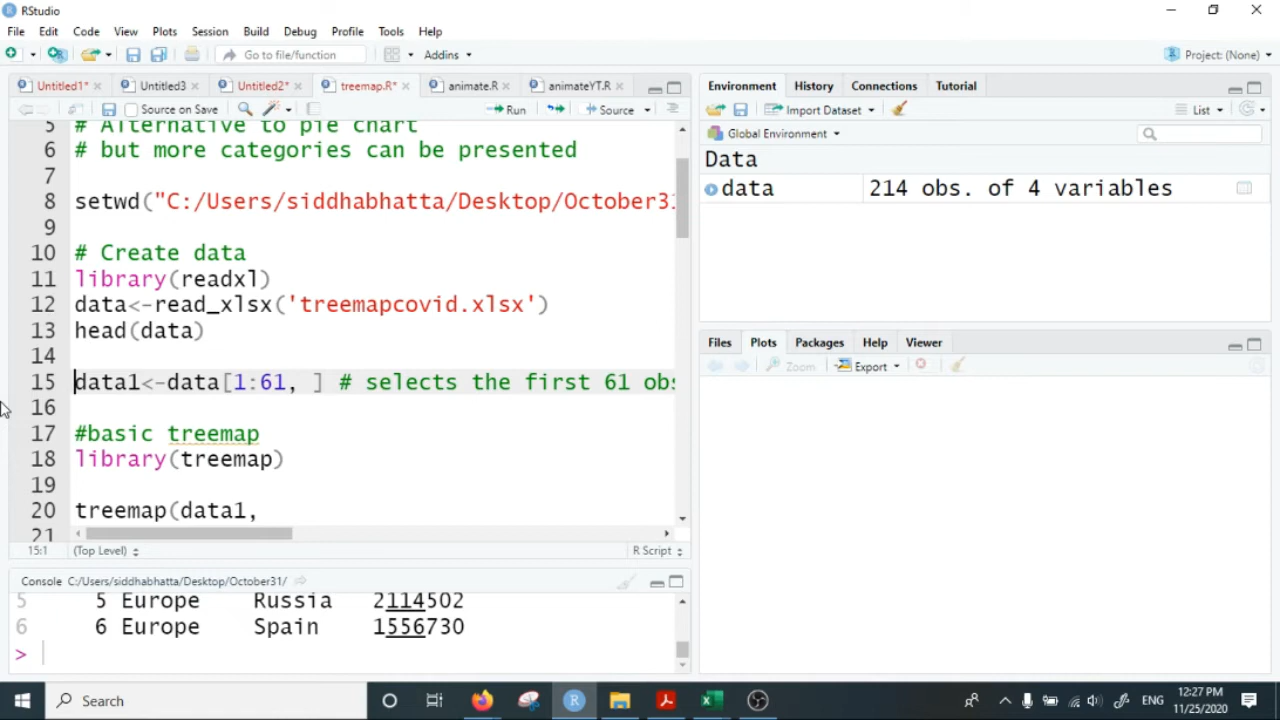 RStudio
File Edit Code View Plots Session Build Debug Profile Tools Help
Go to file/function Addins Project: (None)
Untitled1* Untitled3 Untitled2* treemap.R* animate.R animateYT.R
Source on Save Run Source
5 # Alternative to pie chart
6 # but more categories can be presented
7
8 setwd("C:/Users/siddhabhatta/Desktop/October31
9
10 # Create data
11 library(readxl)
12 data<-read_xlsx('treemapcovid.xlsx')
13 head(data)
14
15 data1<-data[1:61, ] # selects the first 61 obs
16
17 #basic treemap
18 library(treemap)
19
20 treemap(data1,
21
15:1 (Top Level) R Script
Console C:/Users/siddhabhatta/Desktop/October31/
5 5 Europe Russia 2114502
6 6 Europe Spain 1556730
>
Environment History Connections Tutorial
Import Dataset List
Global Environment
Data
data 214 obs. of 4 variables
Files Plots Packages Help Viewer
Zoom Export
Search
ENG
12:27 PM
11/25/2020